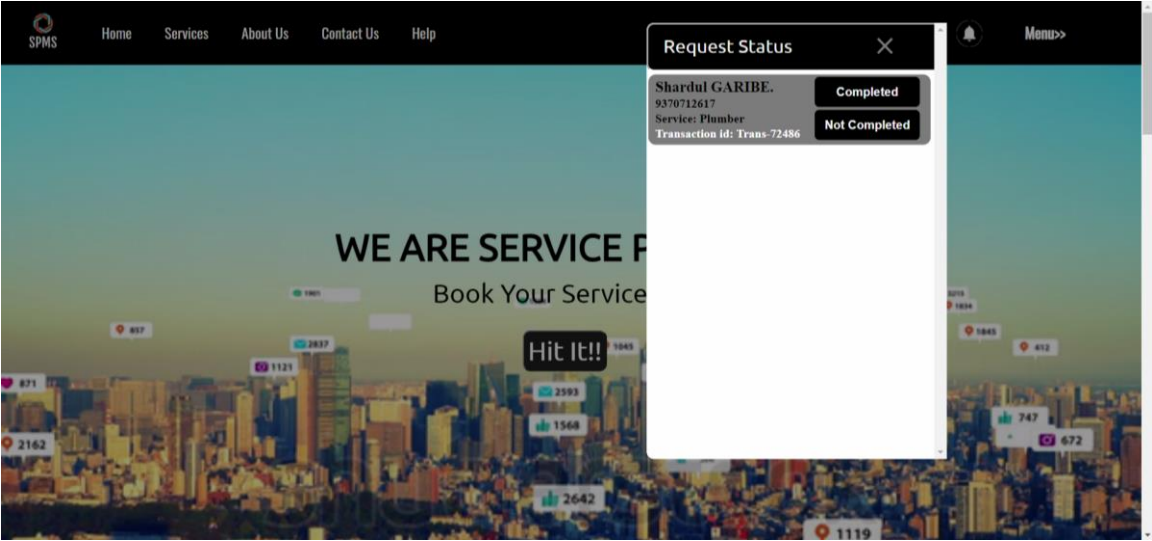 SPMS
Home
Services
About Us
Contact Us
Help
Menu>>
Request Status
Shardul GARIBE.
9370712617
Service: Plumber
Transaction id: Trans-72486
Completed
Not Completed
WE ARE SERVICE
Book Your Service
Hit It!!
1901
857
2837
1121
871
2162
2593
1568
2642
1045
1834
1845
412
747
672
1119